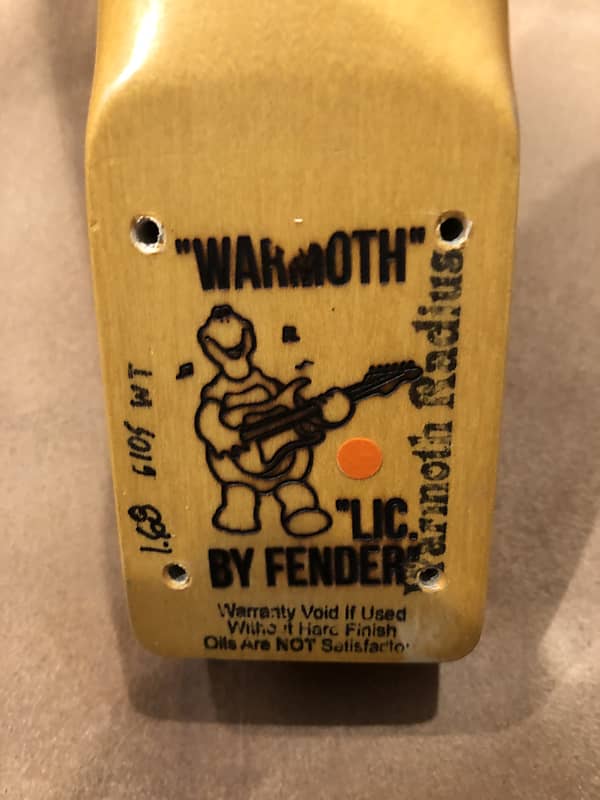 "WARMOTH"
Warmoth Radius
1.68 6105 WT
"LIC.
BY FENDER"
Warranty Void If Used
Without Hard Finish
Oils Are NOT Satisfactor